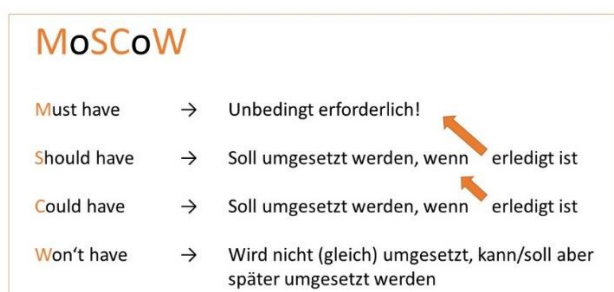 MoSCoW
Must have → Unbedingt erforderlich!
Should have → Soll umgesetzt werden, wenn erledigt ist
Could have → Soll umgesetzt werden, wenn erledigt ist
Won't have → Wird nicht (gleich) umgesetzt, kann/soll aber
später umgesetzt werden